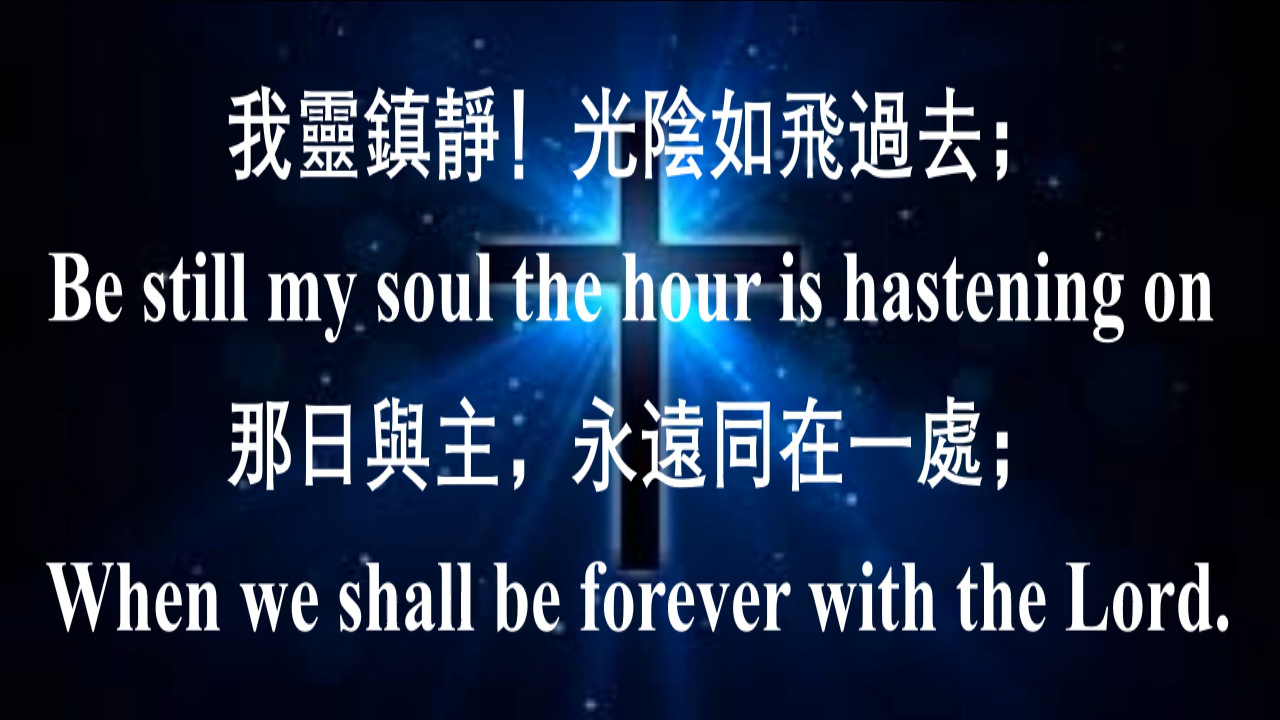 我靈鎮靜！光陰如飛過去；
Be still my soul the hour is hastening on
那日與主，永遠同在一處；
When we shall be forever with the Lord.